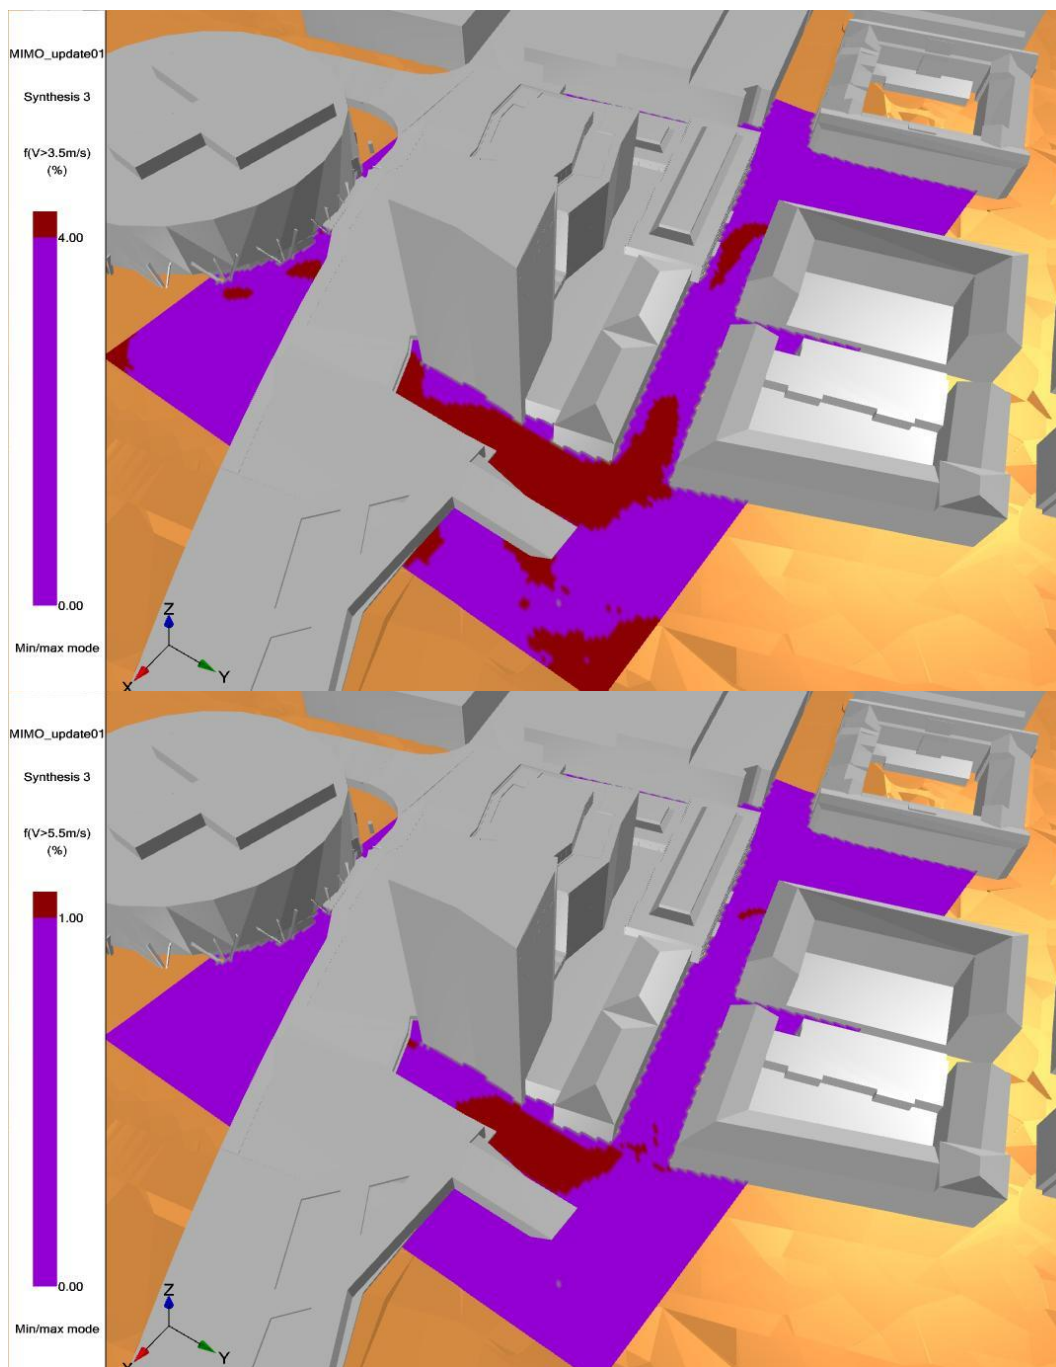 MIMO_update01
Synthesis 3
f(V>3.5m/s)
(%)
4.00
0.00
Min/max mode
Z
X
Y
MIMO_update01
Synthesis 3
f(V>5.5m/s)
(%)
1.00
0.00
Min/max mode
Z
X
Y